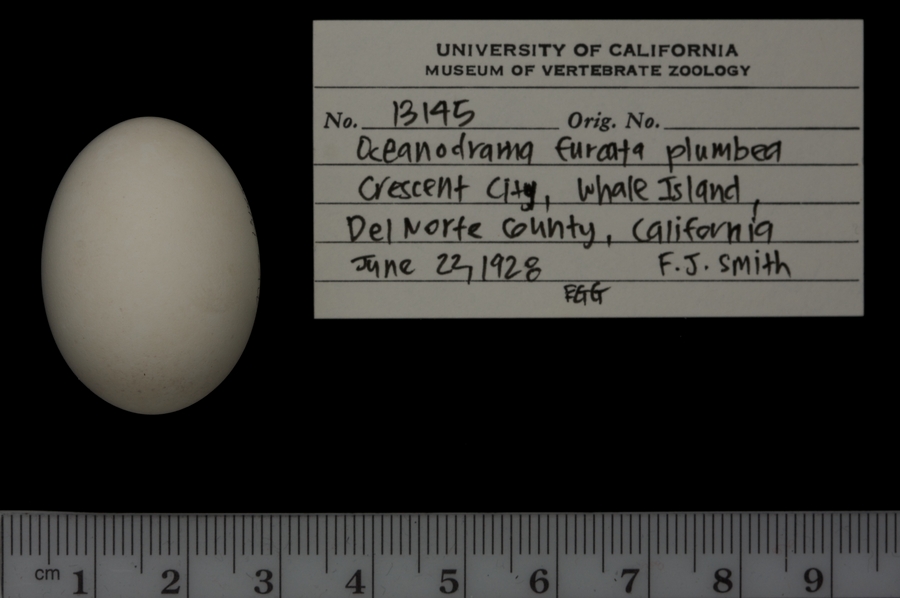 UNIVERSITY OF CALIFORNIA
MUSEUM OF VERTEBRATE ZOOLOGY
No. 13145 Orig. No.
Oceanodrama furcata plumbea
Crescent City, Whale Island,
Del Norte County, California
June 22, 1928 F.J. Smith
EGG
cm 1 2 3 4 5 6 7 8 9